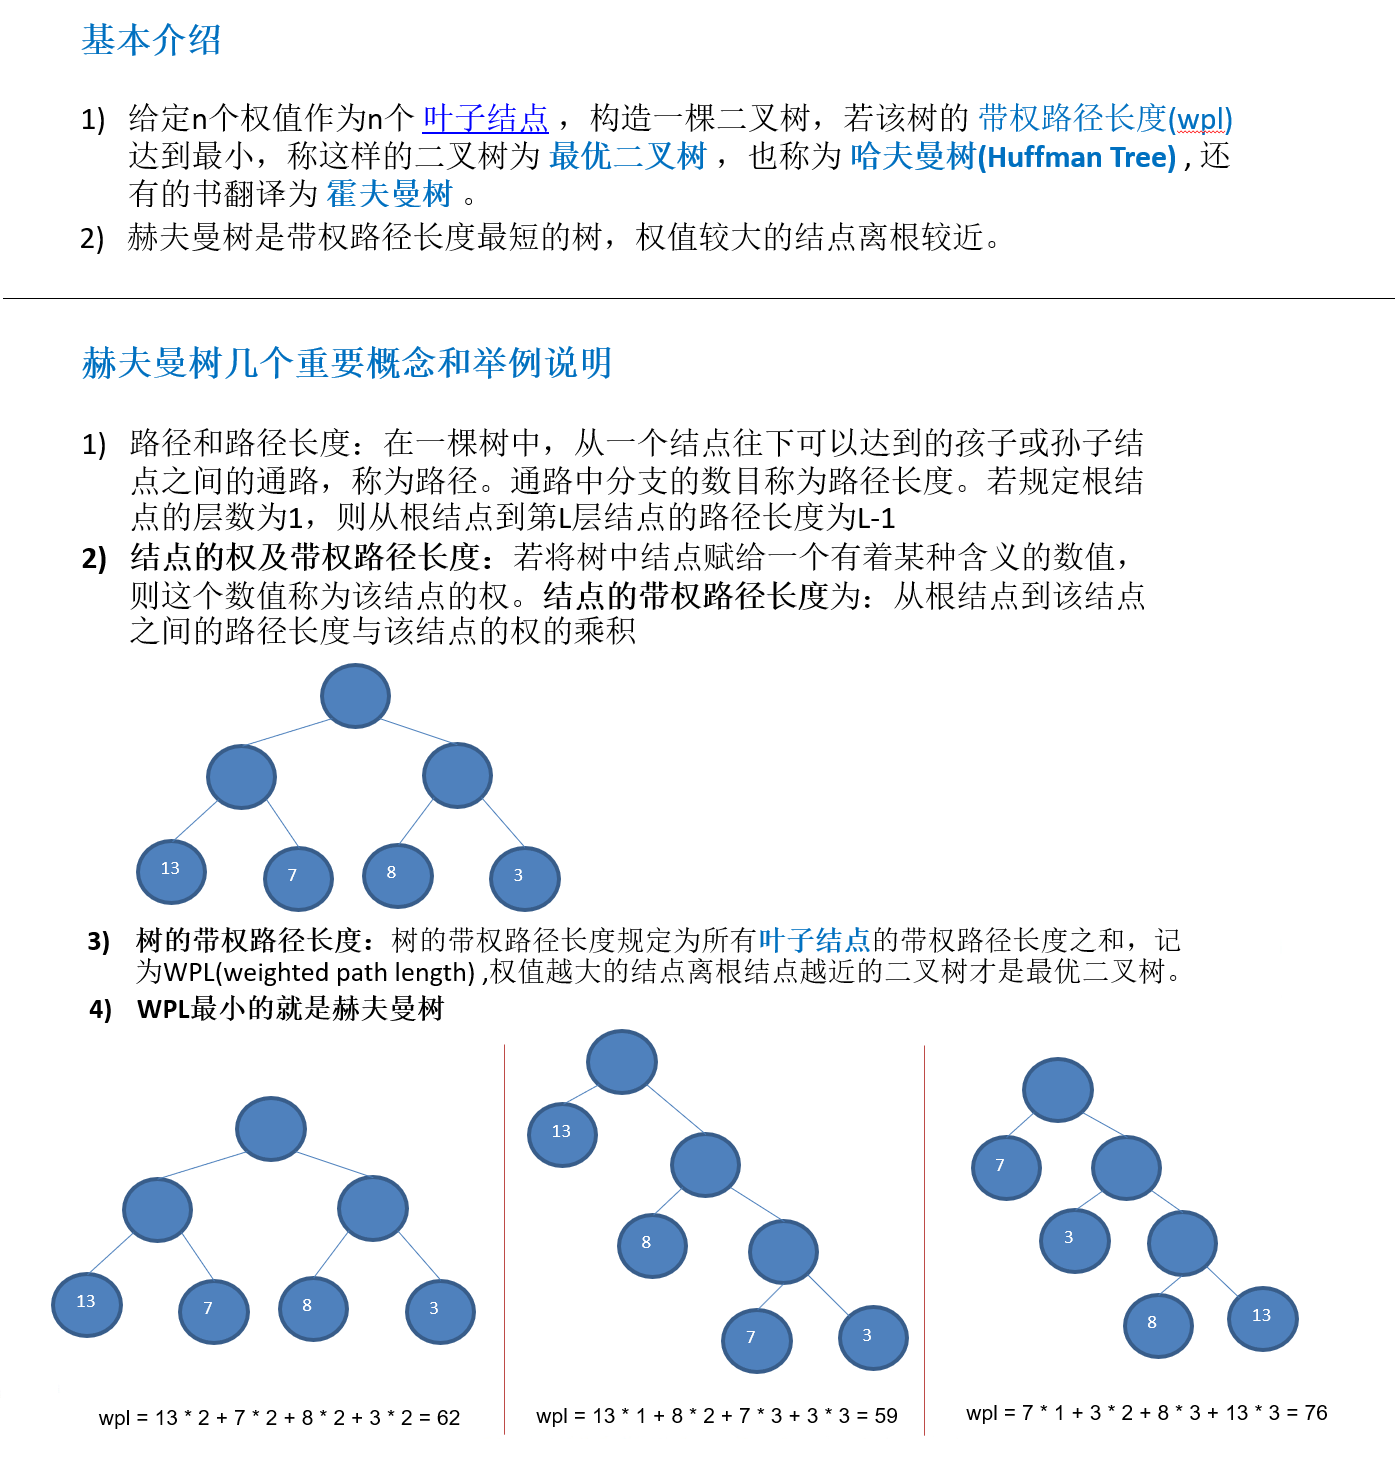 基本介绍
1) 给定n个权值作为n个 叶子结点 ，构造一棵二叉树，若该树的 带权路径长度(wpl)
达到最小，称这样的二叉树为 最优二叉树 ，也称为 哈夫曼树(Huffman Tree) , 还
有的书翻译为 霍夫曼树 。
2) 赫夫曼树是带权路径长度最短的树，权值较大的结点离根较近。
赫夫曼树几个重要概念和举例说明
1) 路径和路径长度：在一棵树中，从一个结点往下可以达到的孩子或孙子结
点之间的通路，称为路径。通路中分支的数目称为路径长度。若规定根结
点的层数为1，则从根结点到第L层结点的路径长度为L-1
2) 结点的权及带权路径长度：若将树中结点赋给一个有着某种含义的数值，
则这个数值称为该结点的权。结点的带权路径长度为：从根结点到该结点
之间的路径长度与该结点的权的乘积
13 7 8 3
3) 树的带权路径长度：树的带权路径长度规定为所有叶子结点的带权路径长度之和，记
为WPL(weighted path length) ,权值越大的结点离根结点越近的二叉树才是最优二叉树。
4) WPL最小的就是赫夫曼树
13 7 8 3
wpl = 13 * 2 + 7 * 2 + 8 * 2 + 3 * 2 = 62
13
8
7 3
wpl = 13 * 1 + 8 * 2 + 7 * 3 + 3 * 3 = 59
7
3
8 13
wpl = 7 * 1 + 3 * 2 + 8 * 3 + 13 * 3 = 76